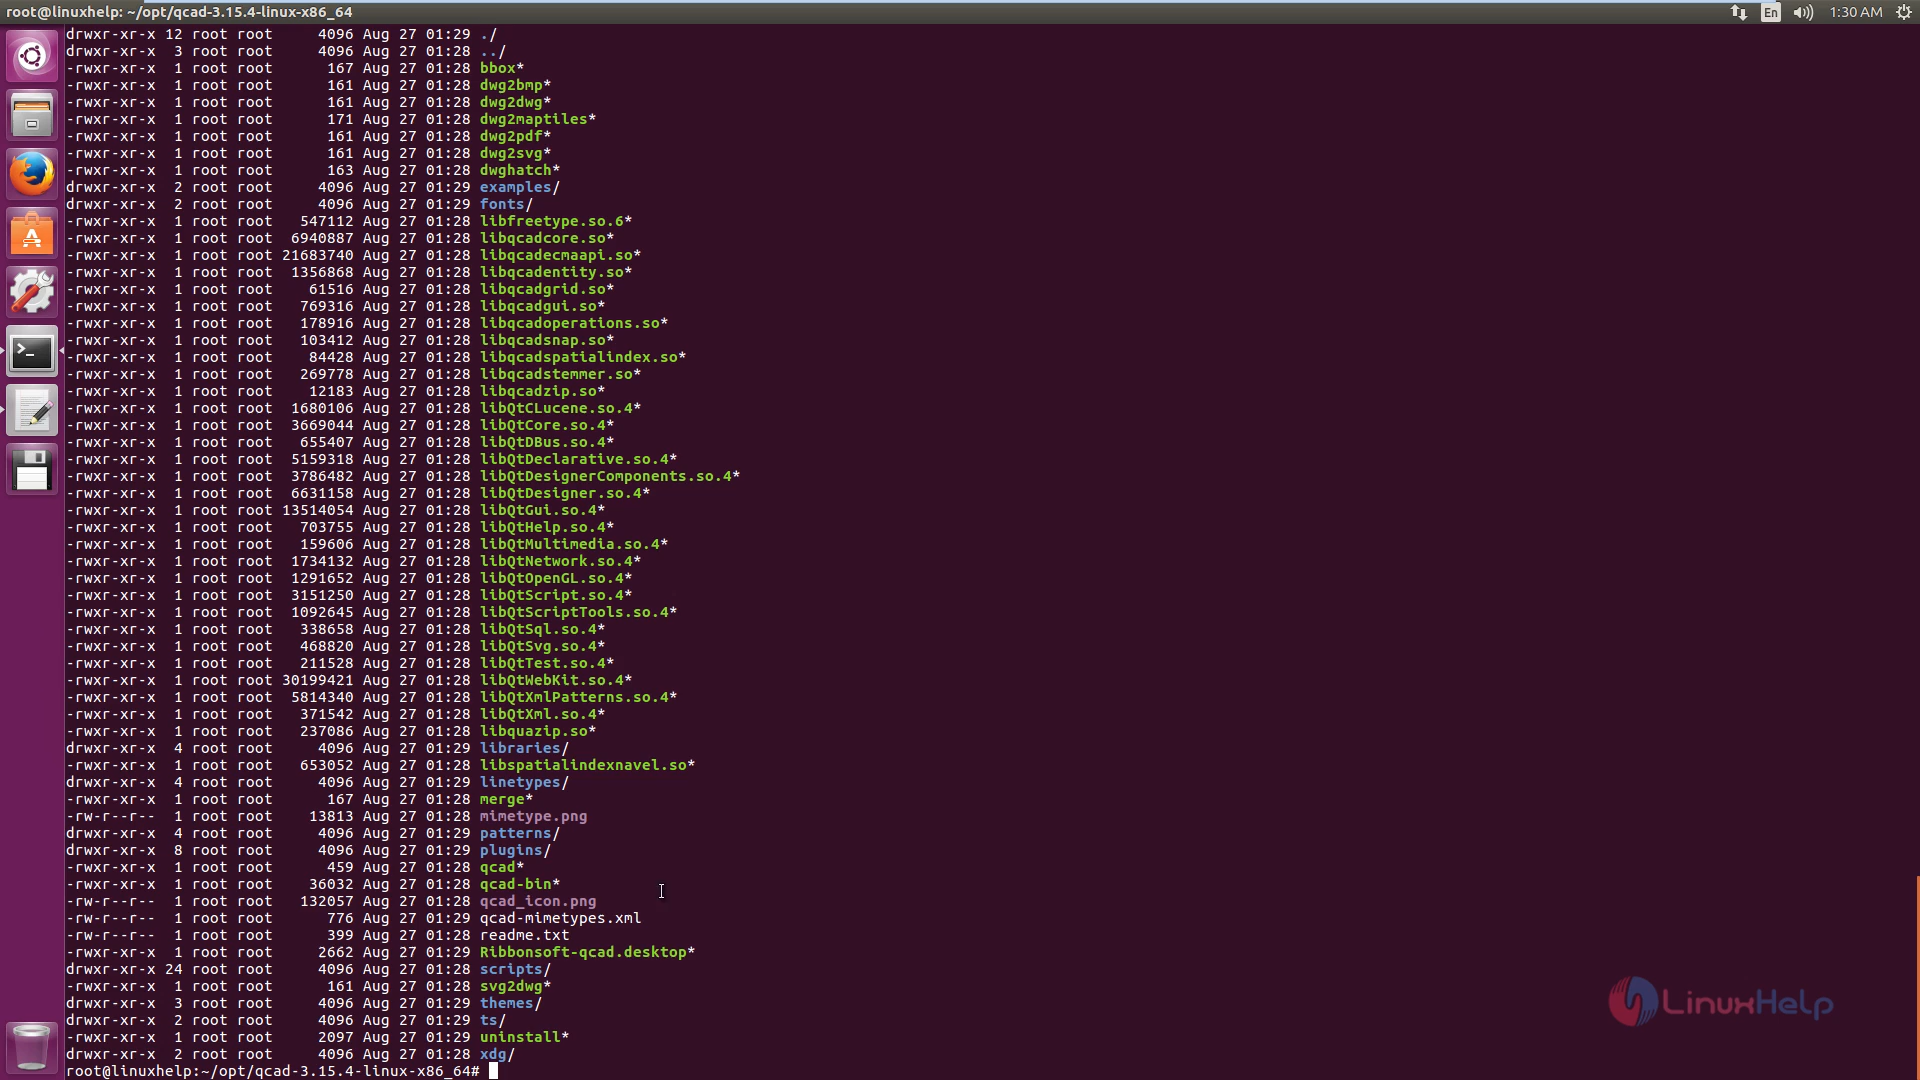 root@linuxhelp: ~/opt/qcad-3.15.4-linux-x86_64 En 1:30 AM
drwxr-xr-x 12 root root     4096 Aug 27 01:29 ./
drwxr-xr-x  3 root root     4096 Aug 27 01:29 ../
-rwxr-xr-x  1 root root      167 Aug 27 01:28 bbox*
-rwxr-xr-x  1 root root      161 Aug 27 01:28 dwg2bmp*
-rwxr-xr-x  1 root root      161 Aug 27 01:28 dwg2dwg*
-rwxr-xr-x  1 root root      171 Aug 27 01:28 dwg2maptiles*
-rwxr-xr-x  1 root root      161 Aug 27 01:28 dwg2pdf*
-rwxr-xr-x  1 root root      161 Aug 27 01:28 dwg2svg*
-rwxr-xr-x  1 root root      163 Aug 27 01:28 dwghatch*
drwxr-xr-x  2 root root     4096 Aug 27 01:29 examples/
drwxr-xr-x  2 root root     4096 Aug 27 01:29 fonts/
-rwxr-xr-x  1 root root   547112 Aug 27 01:28 libfreetype.so.6*
-rwxr-xr-x  1 root root  6940887 Aug 27 01:28 libqcadcore.so*
-rwxr-xr-x  1 root root 21683740 Aug 27 01:28 libqcadecmaapi.so*
-rwxr-xr-x  1 root root  1356868 Aug 27 01:28 libqcadentity.so*
-rwxr-xr-x  1 root root    61516 Aug 27 01:28 libqcadgrid.so*
-rwxr-xr-x  1 root root   769316 Aug 27 01:28 libqcadgui.so*
-rwxr-xr-x  1 root root   178916 Aug 27 01:28 libqcadoperations.so*
-rwxr-xr-x  1 root root   103412 Aug 27 01:28 libqcadsnap.so*
-rwxr-xr-x  1 root root    84428 Aug 27 01:28 libqcadspatialindex.so*
-rwxr-xr-x  1 root root   269778 Aug 27 01:28 libqcadstemmer.so*
-rwxr-xr-x  1 root root    12183 Aug 27 01:28 libqcadzip.so*
-rwxr-xr-x  1 root root  1680106 Aug 27 01:28 libQtCLucene.so.4*
-rwxr-xr-x  1 root root  3669044 Aug 27 01:28 libQtCore.so.4*
-rwxr-xr-x  1 root root   655407 Aug 27 01:28 libQtDBus.so.4*
-rwxr-xr-x  1 root root  5159318 Aug 27 01:28 libQtDeclarative.so.4*
-rwxr-xr-x  1 root root  3786482 Aug 27 01:28 libQtDesignerComponents.so.4*
-rwxr-xr-x  1 root root  6631158 Aug 27 01:28 libQtDesigner.so.4*
-rwxr-xr-x  1 root root 13514054 Aug 27 01:28 libQtGui.so.4*
-rwxr-xr-x  1 root root   703755 Aug 27 01:28 libQtHelp.so.4*
-rwxr-xr-x  1 root root   159606 Aug 27 01:28 libQtMultimedia.so.4*
-rwxr-xr-x  1 root root  1734132 Aug 27 01:28 libQtNetwork.so.4*
-rwxr-xr-x  1 root root  1291652 Aug 27 01:28 libQtOpenGL.so.4*
-rwxr-xr-x  1 root root  3151250 Aug 27 01:28 libQtScript.so.4*
-rwxr-xr-x  1 root root  1092645 Aug 27 01:28 libQtScriptTools.so.4*
-rwxr-xr-x  1 root root   338658 Aug 27 01:28 libQtSql.so.4*
-rwxr-xr-x  1 root root   468820 Aug 27 01:28 libQtSvg.so.4*
-rwxr-xr-x  1 root root   211528 Aug 27 01:28 libQtTest.so.4*
-rwxr-xr-x  1 root root 30199421 Aug 27 01:28 libQtWebKit.so.4*
-rwxr-xr-x  1 root root  5814340 Aug 27 01:28 libQtXmlPatterns.so.4*
-rwxr-xr-x  1 root root   371542 Aug 27 01:28 libQtXml.so.4*
-rwxr-xr-x  1 root root   237086 Aug 27 01:28 libquazip.so*
drwxr-xr-x  4 root root     4096 Aug 27 01:29 libraries/
-rwxr-xr-x  1 root root   653052 Aug 27 01:28 libspatialindexnavel.so*
drwxr-xr-x  4 root root     4096 Aug 27 01:29 linetypes/
-rwxr-xr-x  1 root root      167 Aug 27 01:28 merge*
-rw-r--r--  1 root root    13813 Aug 27 01:28 mimetype.png
drwxr-xr-x  4 root root     4096 Aug 27 01:29 patterns/
drwxr-xr-x  8 root root     4096 Aug 27 01:29 plugins/
-rwxr-xr-x  1 root root      459 Aug 27 01:28 qcad*
-rwxr-xr-x  1 root root    36032 Aug 27 01:28 qcad-bin*
-rw-r--r--  1 root root   132057 Aug 27 01:28 qcad_icon.png
-rw-r--r--  1 root root      776 Aug 27 01:29 qcad-mimetypes.xml
-rw-r--r--  1 root root      399 Aug 27 01:28 readme.txt
-rwxr-xr-x  1 root root     2662 Aug 27 01:29 Ribbonsoft-qcad.desktop*
drwxr-xr-x 24 root root     4096 Aug 27 01:28 scripts/
-rwxr-xr-x  1 root root      161 Aug 27 01:28 svg2dwg*
drwxr-xr-x  3 root root     4096 Aug 27 01:29 themes/
drwxr-xr-x  2 root root     4096 Aug 27 01:29 ts/
-rwxr-xr-x  1 root root     2097 Aug 27 01:29 uninstall*
drwxr-xr-x  2 root root     4096 Aug 27 01:28 xdg/
root@linuxhelp:~/opt/qcad-3.15.4-linux-x86_64#
LinuxHelp